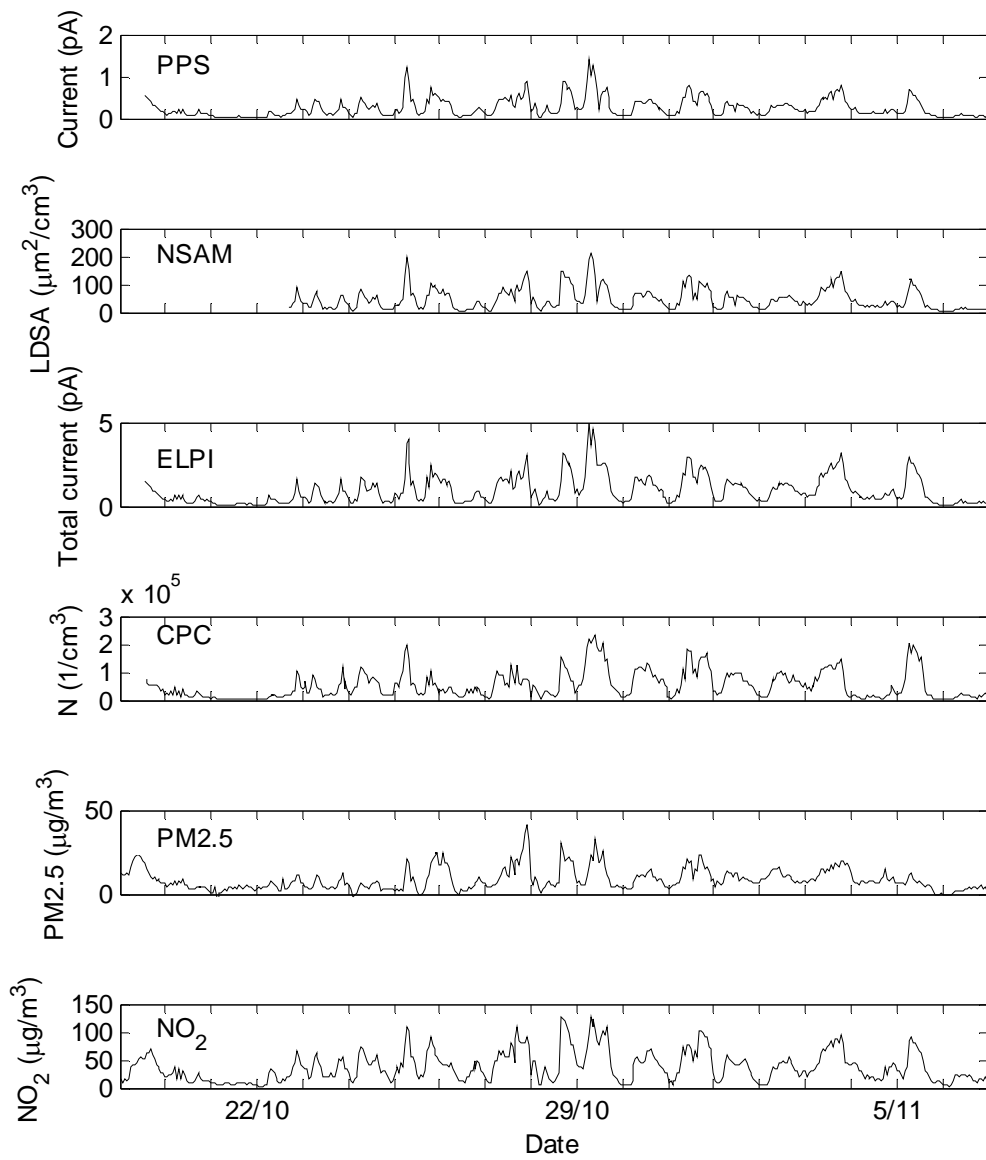 Current (pA)
2
1
0
PPS
LDSA (μm²/cm³)
300
200
100
0
NSAM
Total current (pA)
5
0
ELPI
x 10⁵
N (1/cm³)
3
2
1
0
CPC
PM2.5 (μg/m³)
50
0
PM2.5
NO₂ (μg/m³)
150
100
50
0
NO₂
22/10 29/10 5/11
Date